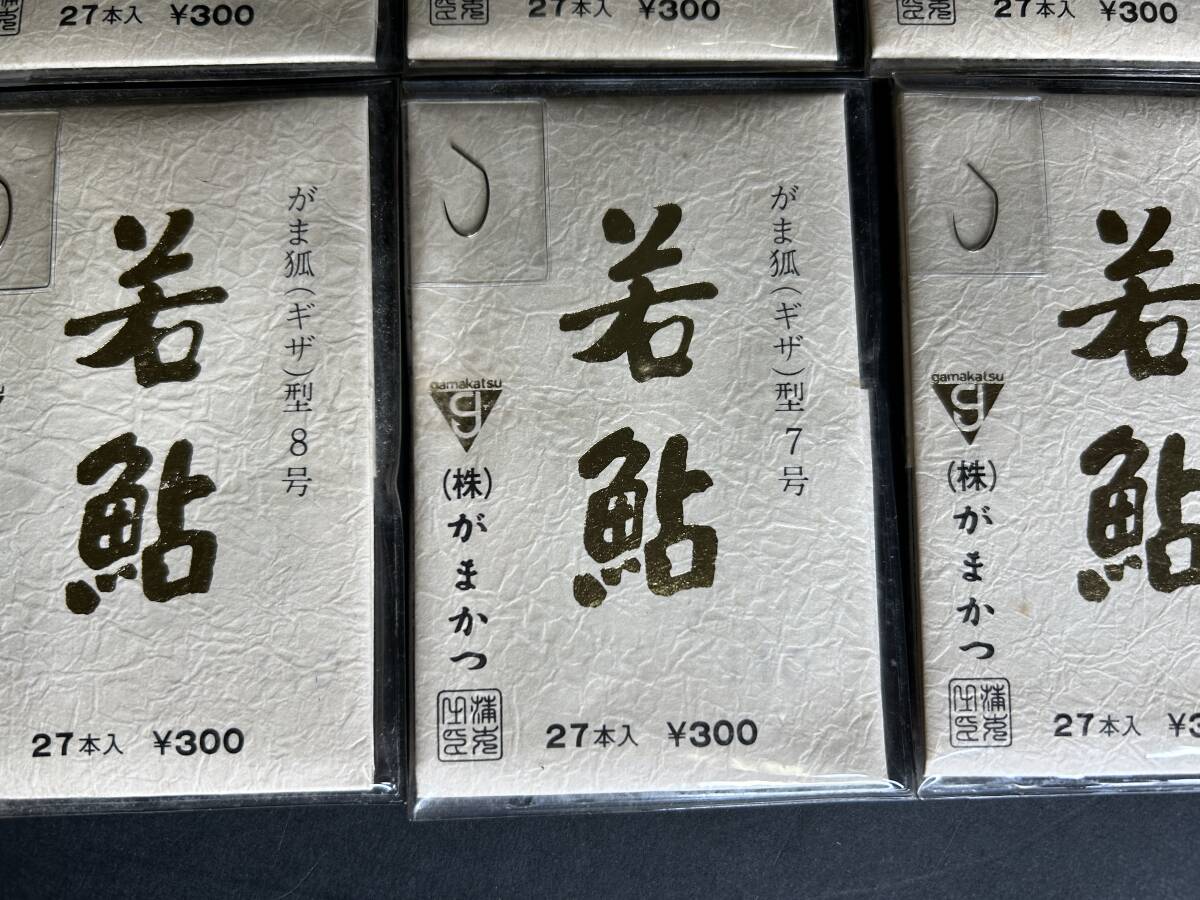 27本入 ¥300
27本入 ¥300
27本入 ¥300
がま狐(ギザ)型8号
若鮎
27本入 ¥300
がま狐(ギザ)型7号
若鮎
gamakatsu
g
(株)がまかつ
27本入 ¥300
若鮎
gamakatsu
g
(株)がまかつ
27本入